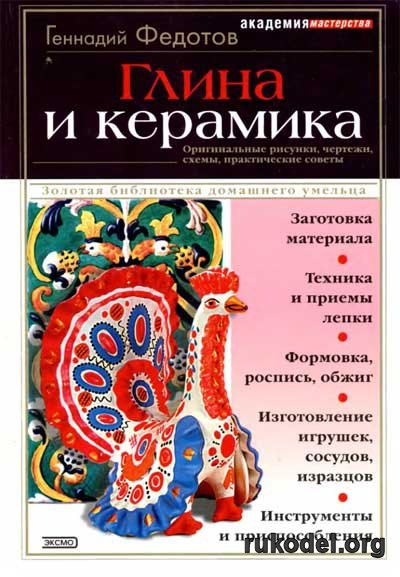 академия мастерства
Геннадий Федотов
Глина
и керамика
Оригинальные рисунки, чертежи,
схемы, практические советы
Золотая библиотека домашнего умельца
Заготовка
материала
Техника
и приемы
лепки
Формовка,
роспись, обжиг
Изготовление
игрушек,
сосудов,
изразцов
Инструменты
и приспособления
ЭКСМО
rukodel.org